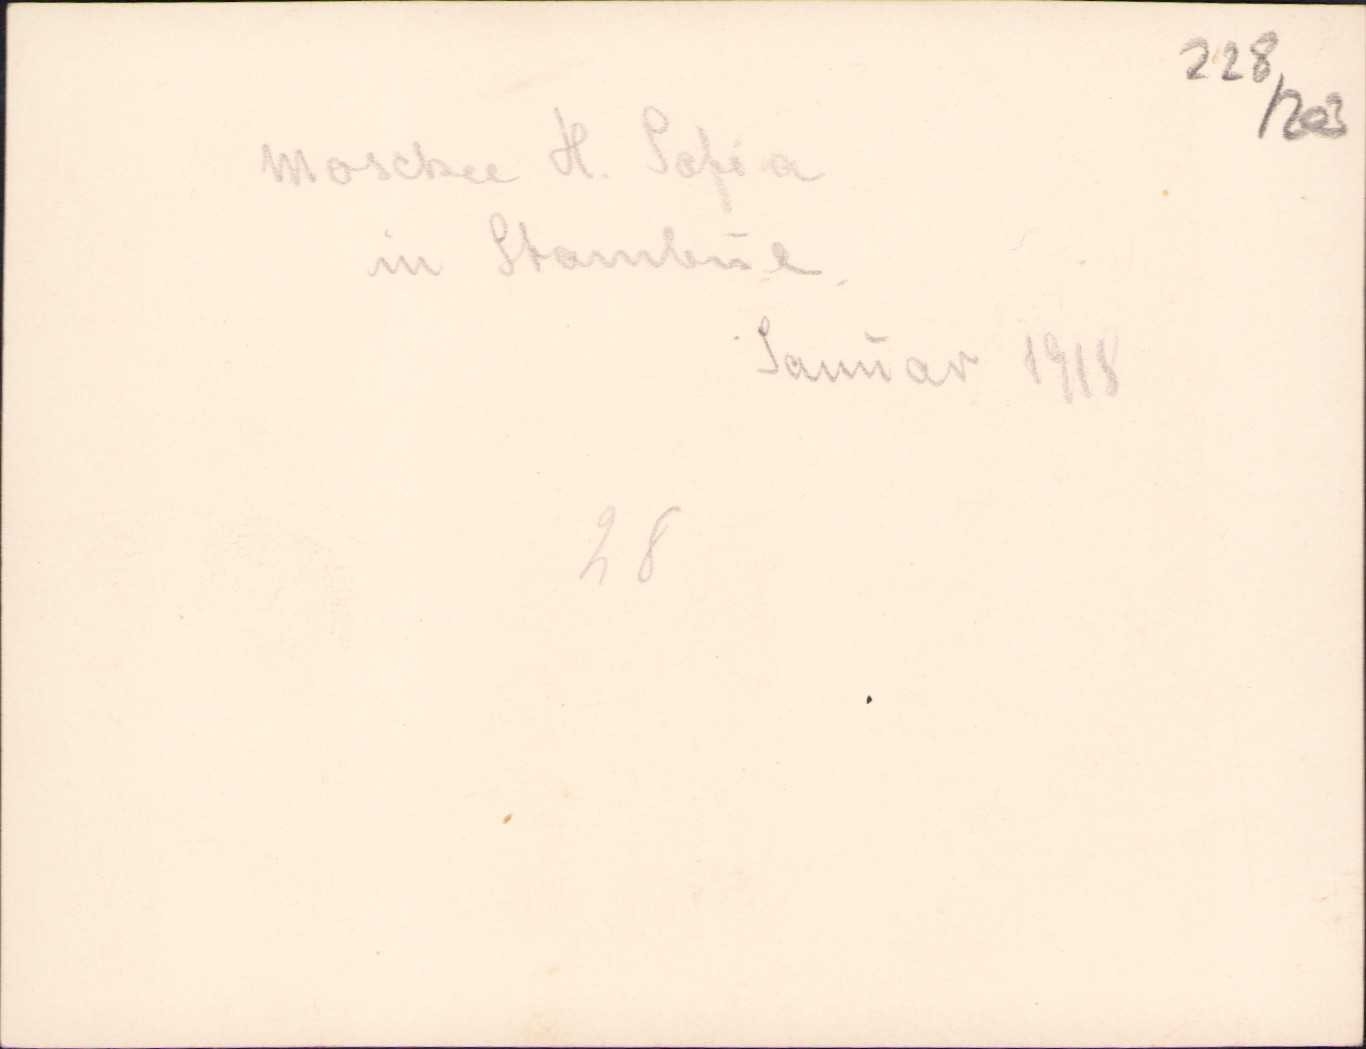 228
/203
Moschee H. Sofia
in Stambul.
Januar 1918
28